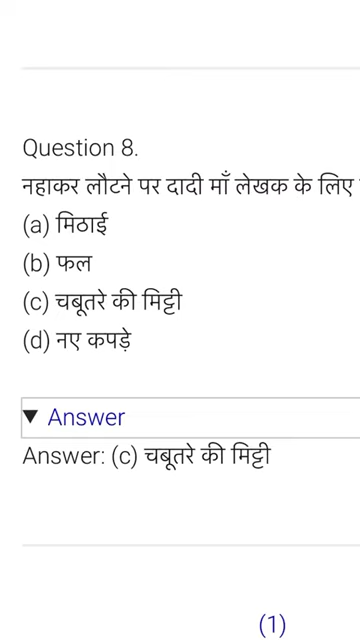 Question 8.
नहाकर लौटने पर दादी माँ लेखक के लिए
(a) मिठाई
(b) फल
(c) चबूतरे की मिट्टी
(d) नए कपड़े
▼ Answer
Answer: (c) चबूतरे की मिट्टी
(1)